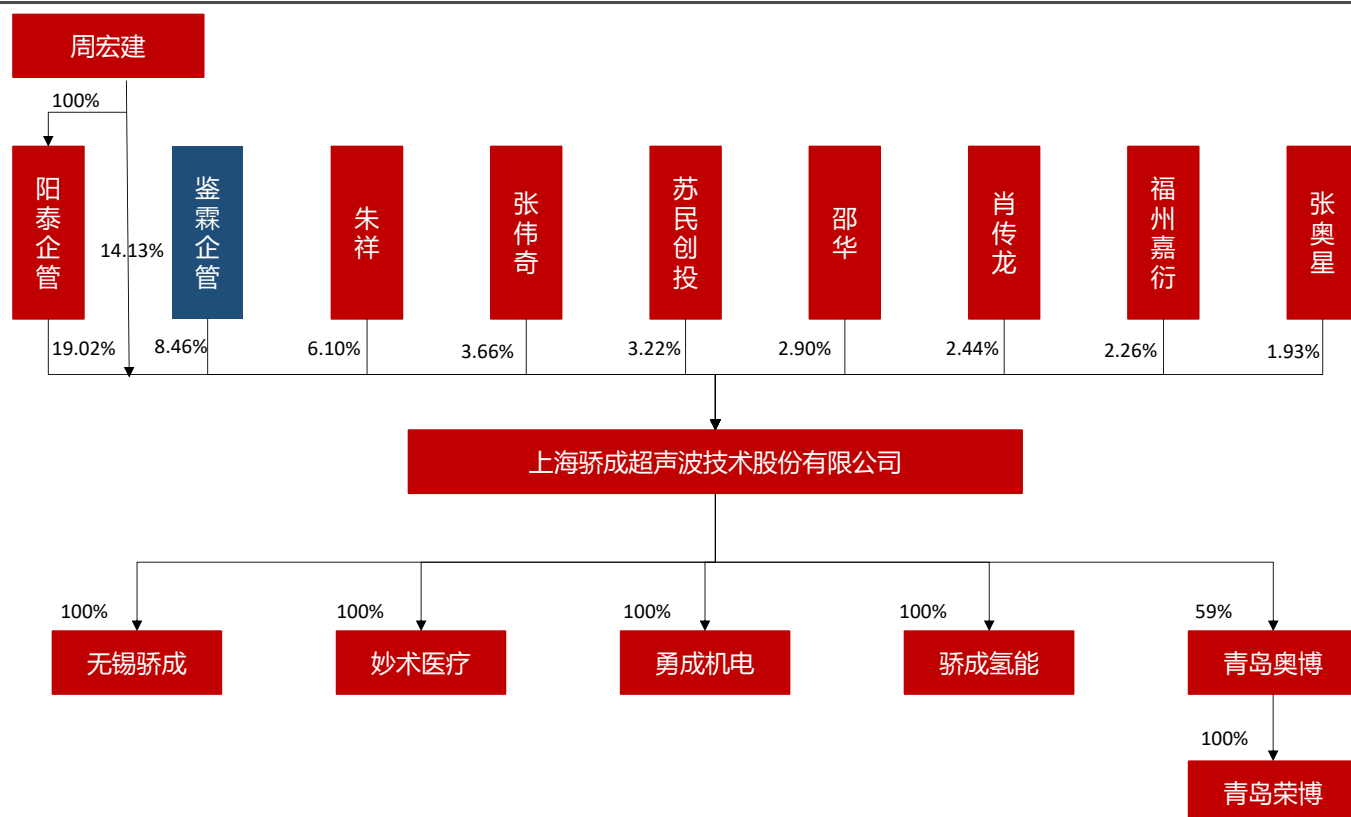 周宏建
100%
阳泰企管
鉴霖企管
朱祥
张伟奇
苏民创投
邵华
肖传龙
福州嘉衍
张奥星
14.13%
19.02%
8.46%
6.10%
3.66%
3.22%
2.90%
2.44%
2.26%
1.93%
上海骄成超声波技术股份有限公司
100%
100%
100%
100%
59%
无锡骄成
妙术医疗
勇成机电
骄成氢能
青岛奥博
100%
青岛荣博